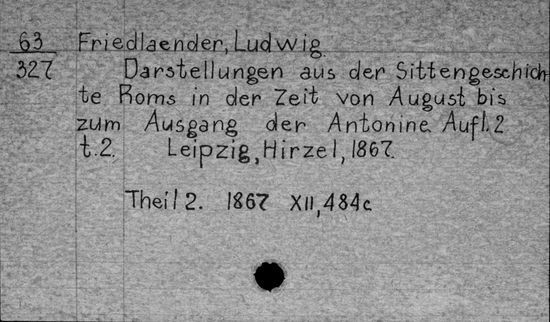 63 Friedlaender, Ludwig.
327 Darstellungen aus der Sittengeschich
te Roms in der Zeit von August bis
zum Ausgang der Antonine. Aufl. 2
t. 2. Leipzig, Hirzel, 1867.
Theil 2. 1867 XII, 484c